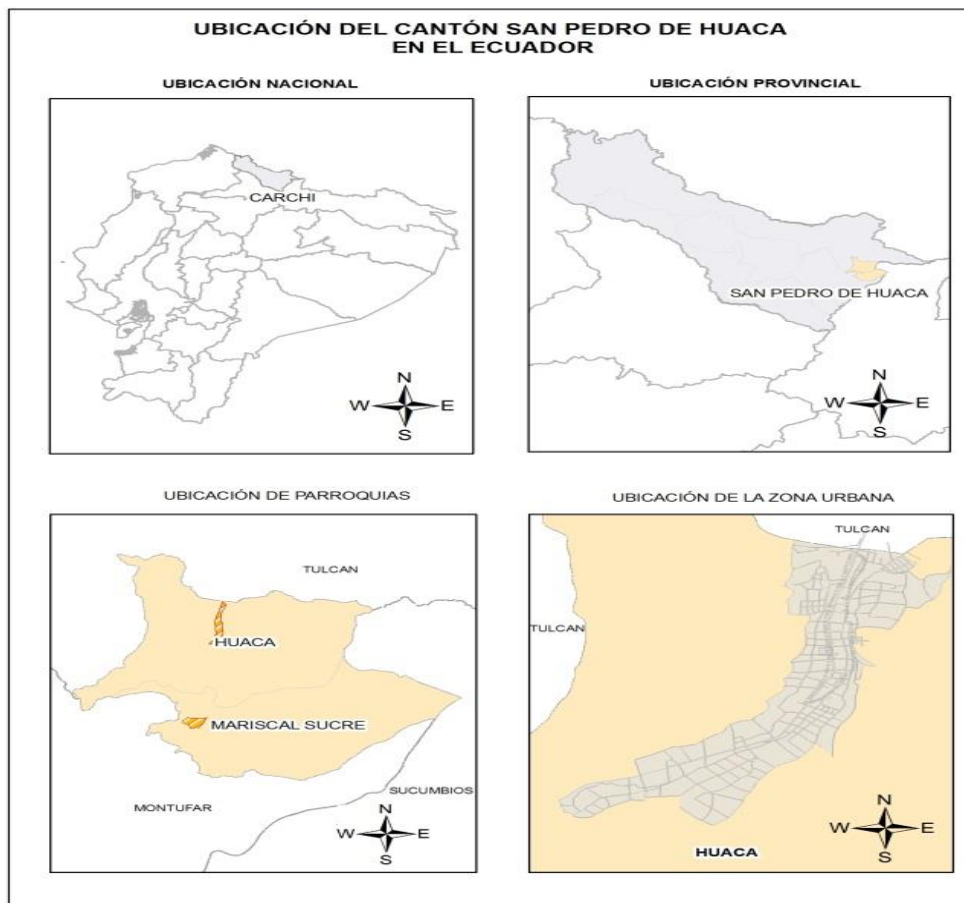 UBICACIÓN DEL CANTÓN SAN PEDRO DE HUACA
EN EL ECUADOR
UBICACIÓN NACIONAL
CARCHI
N
W
E
S
UBICACIÓN PROVINCIAL
SAN PEDRO DE HUACA
N
W
E
S
UBICACIÓN DE PARROQUIAS
TULCAN
HUACA
MARISCAL SUCRE
SUCUMBIOS
MONTUFAR
N
W
E
S
UBICACIÓN DE LA ZONA URBANA
TULCAN
TULCAN
N
W
E
S
HUACA